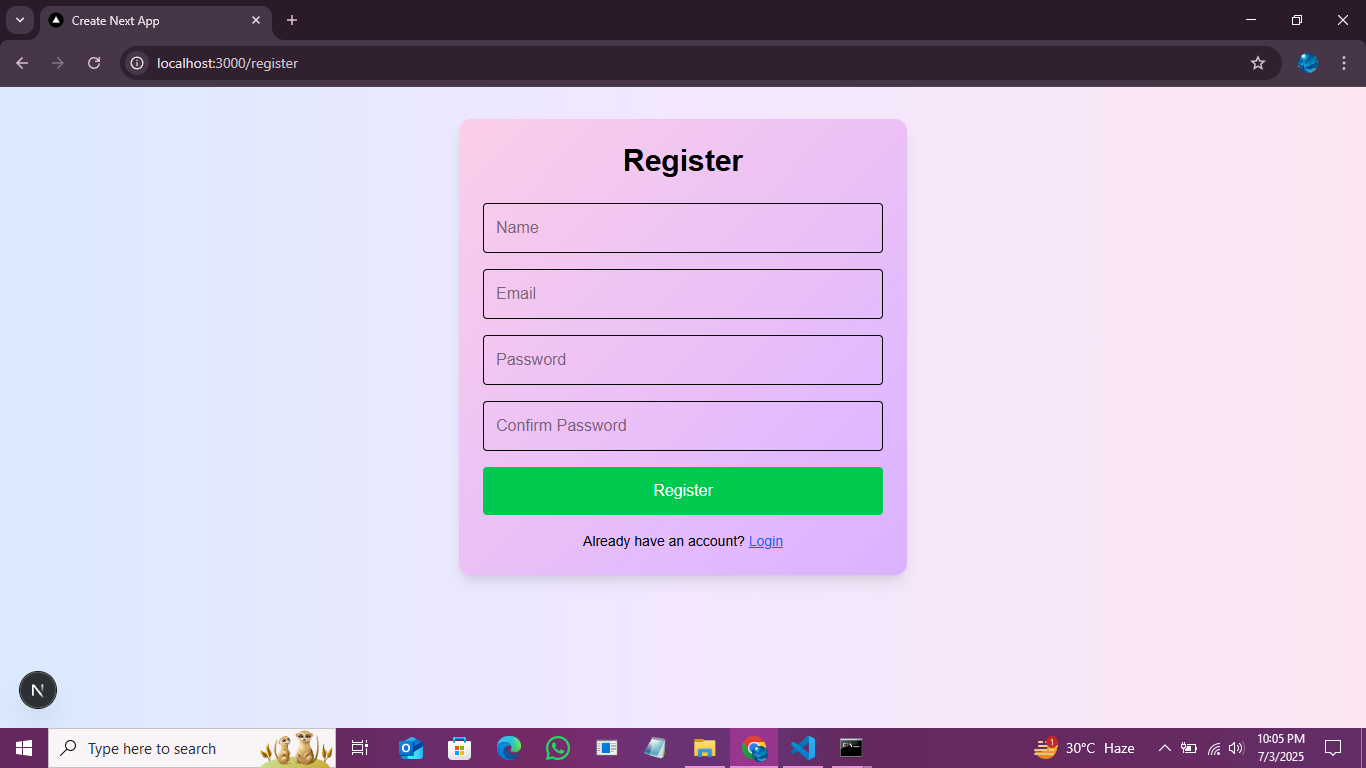 Create Next App
localhost:3000/register
Register
Name
Email
Password
Confirm Password
Register
Already have an account? Login
N
Type here to search
1
30°C Haze
10:05 PM
7/3/2025